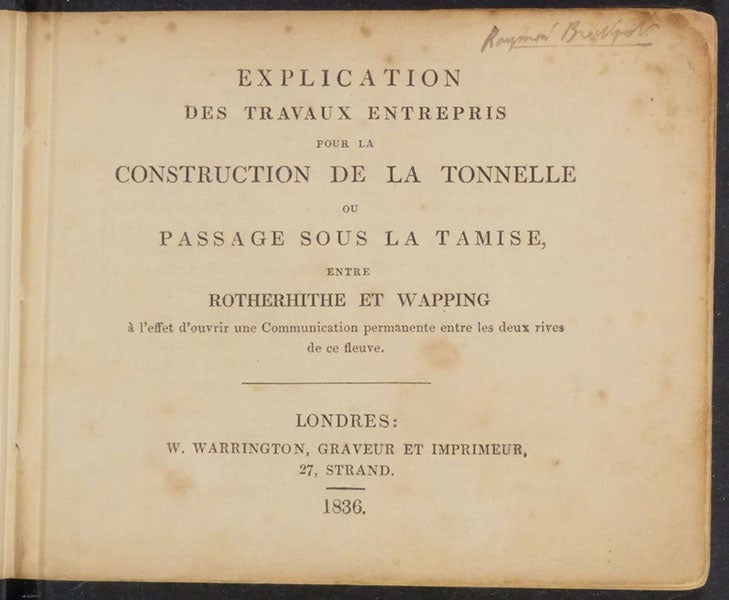 Raymond
EXPLICATION
DES TRAVAUX ENTREPRIS
POUR LA
CONSTRUCTION DE LA TONNELLE
OU
PASSAGE SOUS LA TAMISE,
ENTRE
ROTHERHITHE ET WAPPING
à l'effet d'ouvrir une Communication permanente entre les deux rives
de ce fleuve.
LONDRES:
W. WARRINGTON, GRAVEUR ET IMPRIMEUR,
27, STRAND.
1836.